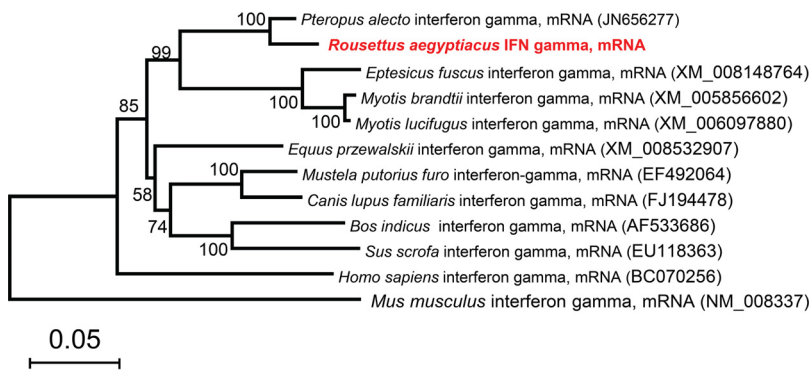 100
Pteropus alecto interferon gamma, mRNA (JN656277)
Rousettus aegyptiacus IFN gamma, mRNA
99
Eptesicus fuscus interferon gamma, mRNA (XM_008148764)
100
Myotis brandtii interferon gamma, mRNA (XM_005856602)
85
100
Myotis lucifugus interferon gamma, mRNA (XM_006097880)
Equus przewalskii interferon gamma, mRNA (XM_008532907)
100
Mustela putorius furo interferon-gamma, mRNA (EF492064)
58
Canis lupus familiaris interferon gamma, mRNA (FJ194478)
74
Bos indicus interferon gamma, mRNA (AF533686)
100
Sus scrofa interferon gamma, mRNA (EU118363)
Homo sapiens interferon gamma, mRNA (BC070256)
Mus musculus interferon gamma, mRNA (NM_008337)
0.05